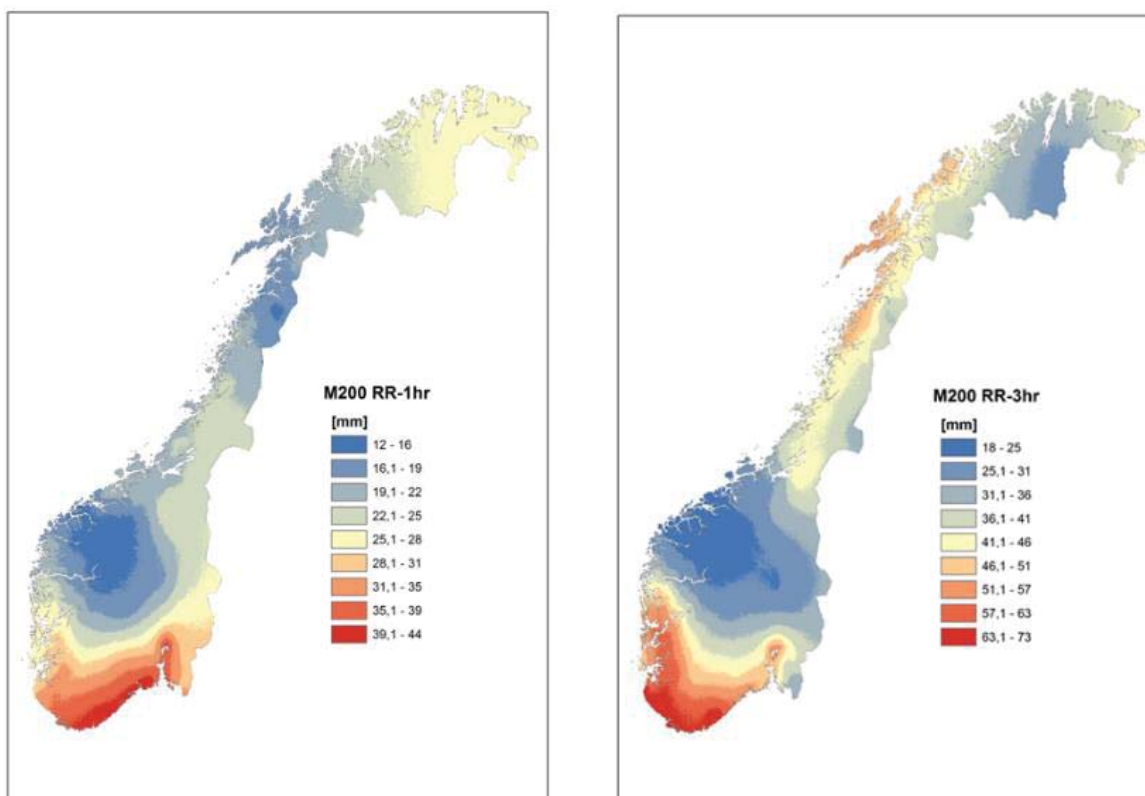 M200 RR-1hr
[mm]
12 - 16
16,1 - 19
19,1 - 22
22,1 - 25
25,1 - 28
28,1 - 31
31,1 - 35
35,1 - 39
39,1 - 44
M200 RR-3hr
[mm]
18 - 25
25,1 - 31
31,1 - 36
36,1 - 41
41,1 - 46
46,1 - 51
51,1 - 57
57,1 - 63
63,1 - 73